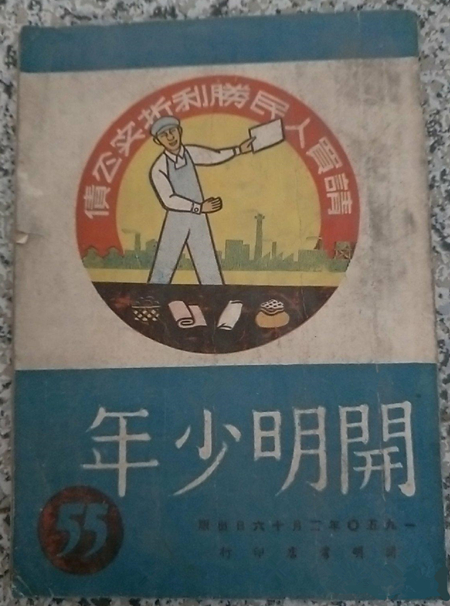 請買人民勝利折实公債
開明少年
55
一九五〇年二月十六日出版
開明書店印行